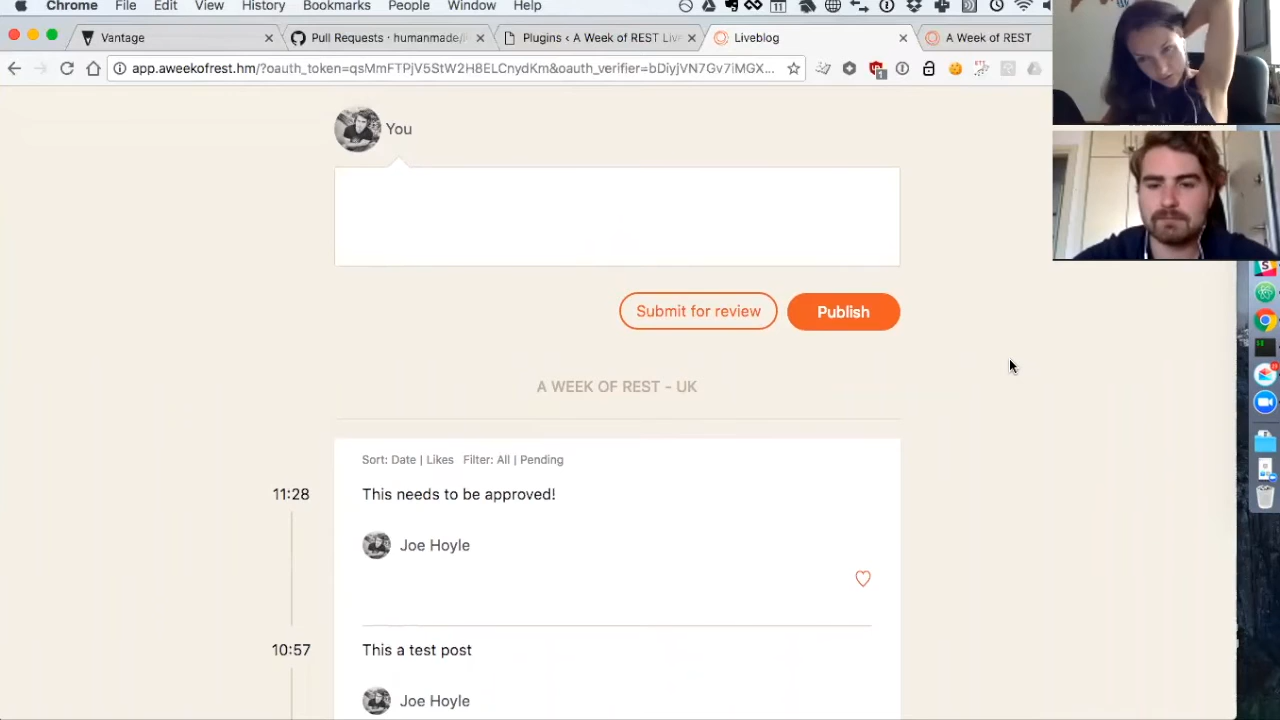 Chrome File Edit View History Bookmarks People Window Help
Vantage
Pull Requests · humanmade/
Plugins ‹ A Week of REST Liv
Liveblog
A Week of REST
app.aweekofrest.hm/?oauth_token=qsMmFTPjV5StW2H8ELCnydKm&oauth_verifier=bDiyjVN7Gv7iMGX...
1
You
Submit for review
Publish
A WEEK OF REST - UK
Sort: Date | Likes Filter: All | Pending
11:28
This needs to be approved!
Joe Hoyle
10:57
This a test post
Joe Hoyle